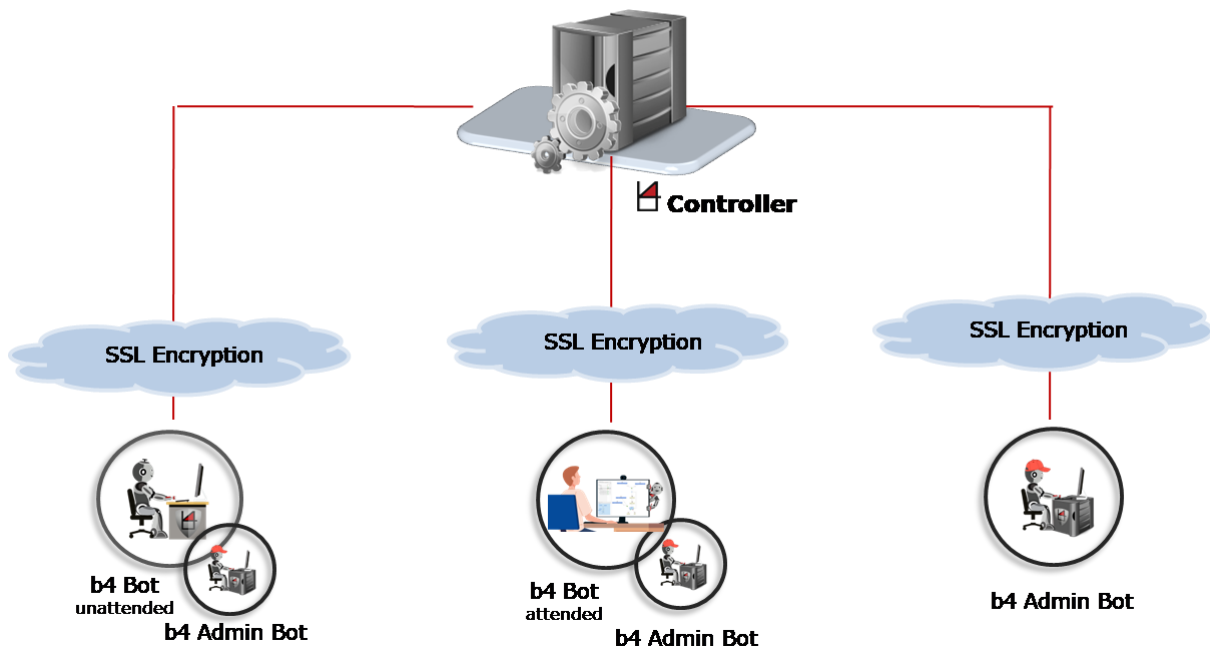 Controller
SSL Encryption
SSL Encryption
SSL Encryption
b4 Bot
unattended
b4 Admin Bot
b4 Bot
attended
b4 Admin Bot
b4 Admin Bot